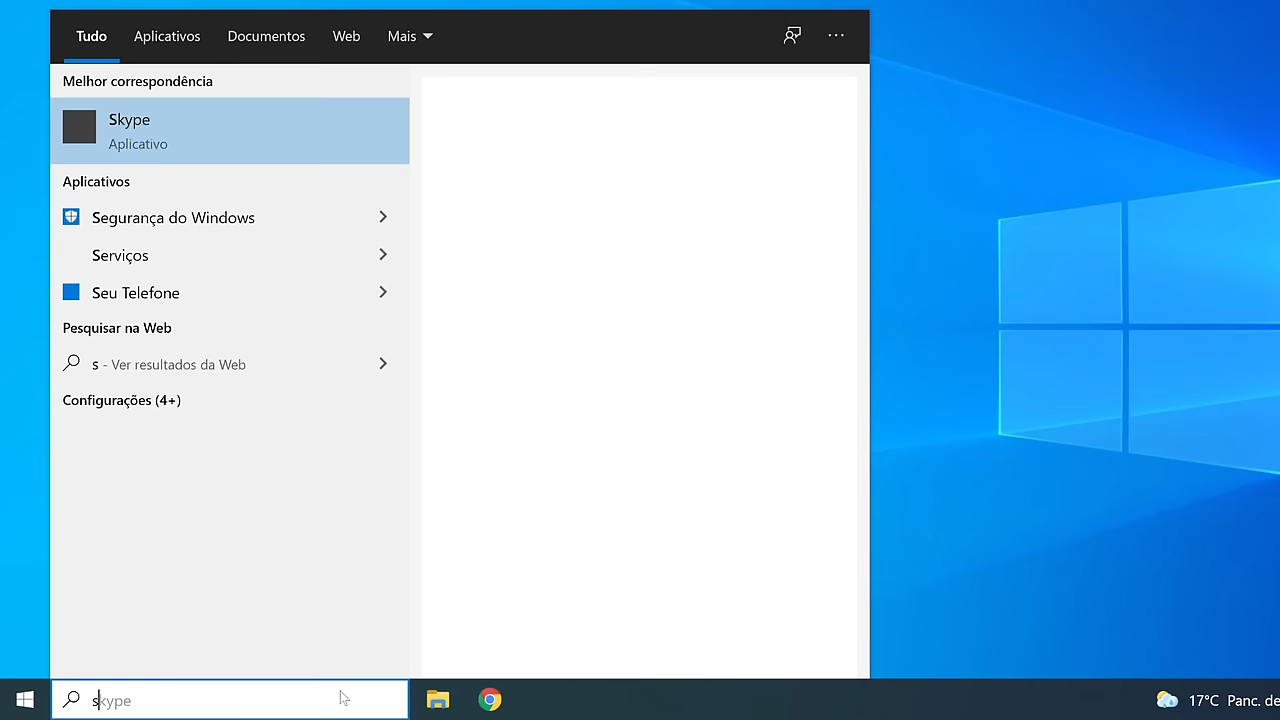 Tudo Aplicativos Documentos Web Mais
Melhor correspondência
Skype
Aplicativo
Aplicativos
Segurança do Windows
Serviços
Seu Telefone
Pesquisar na Web
s - Ver resultados da Web
Configurações (4+)
skype
17°C Panc. de